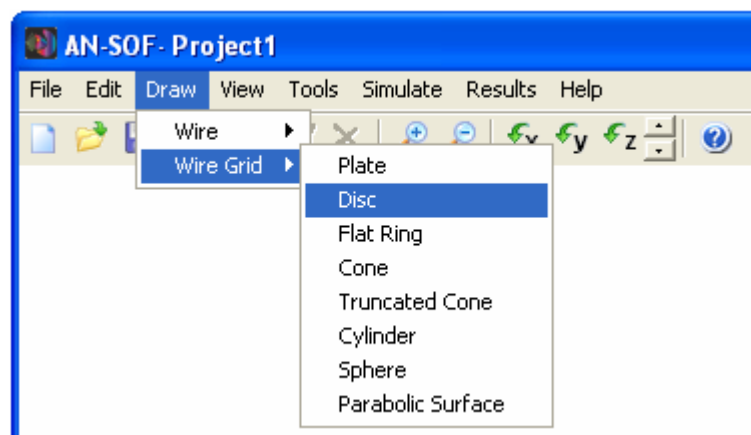 AN-SOF- Project1
File Edit Draw View Tools Simulate Results Help
Wire
x y z
Wire Grid
Plate
Disc
Flat Ring
Cone
Truncated Cone
Cylinder
Sphere
Parabolic Surface